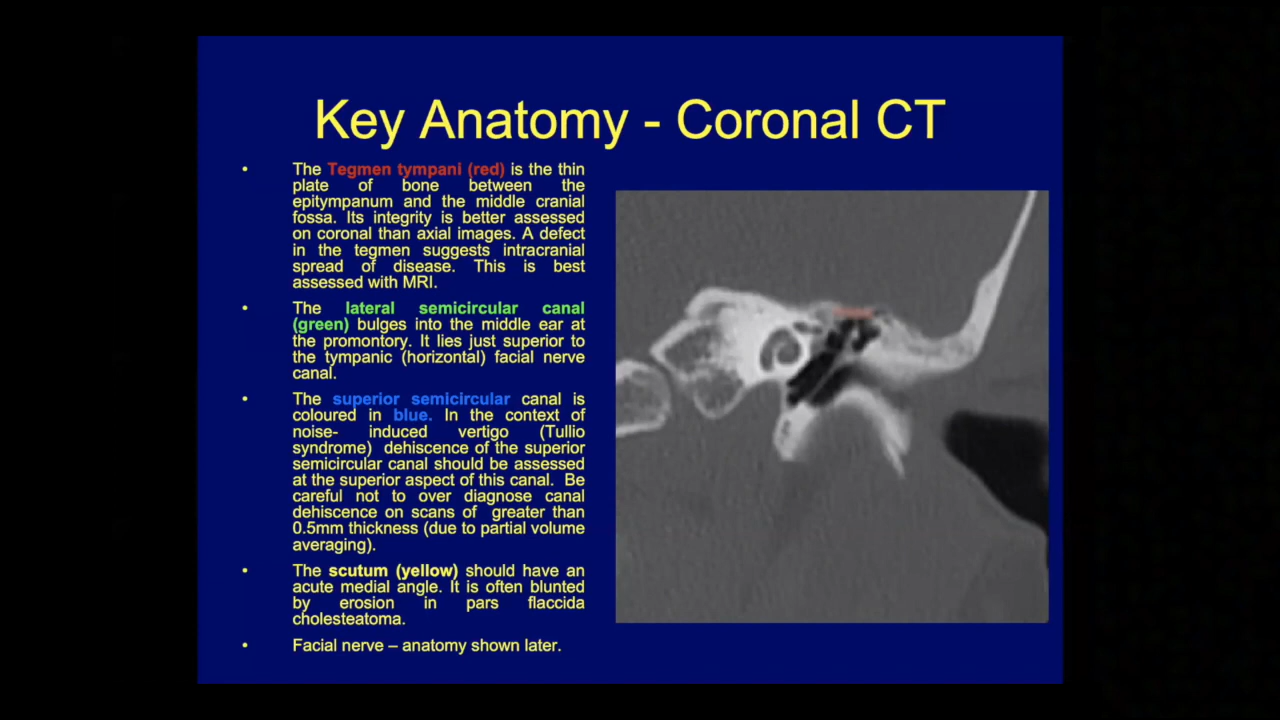 Key Anatomy - Coronal CT
• The Tegmen tympani (red) is the thin
plate of bone between the
epitympanum and the middle cranial
fossa. Its integrity is better assessed
on coronal than axial images. A defect
in the tegmen suggests intracranial
spread of disease. This is best
assessed with MRI.
• The lateral semicircular canal
(green) bulges into the middle ear at
the promontory. It lies just superior to
the tympanic (horizontal) facial nerve
canal.
• The superior semicircular canal is
coloured in blue. In the context of
noise- induced vertigo (Tullio
syndrome) dehiscence of the superior
semicircular canal should be assessed
at the superior aspect of this canal. Be
careful not to over diagnose canal
dehiscence on scans of greater than
0.5mm thickness (due to partial volume
averaging).
• The scutum (yellow) should have an
acute medial angle. It is often blunted
by erosion in pars flaccida
cholesteatoma.
• Facial nerve – anatomy shown later.